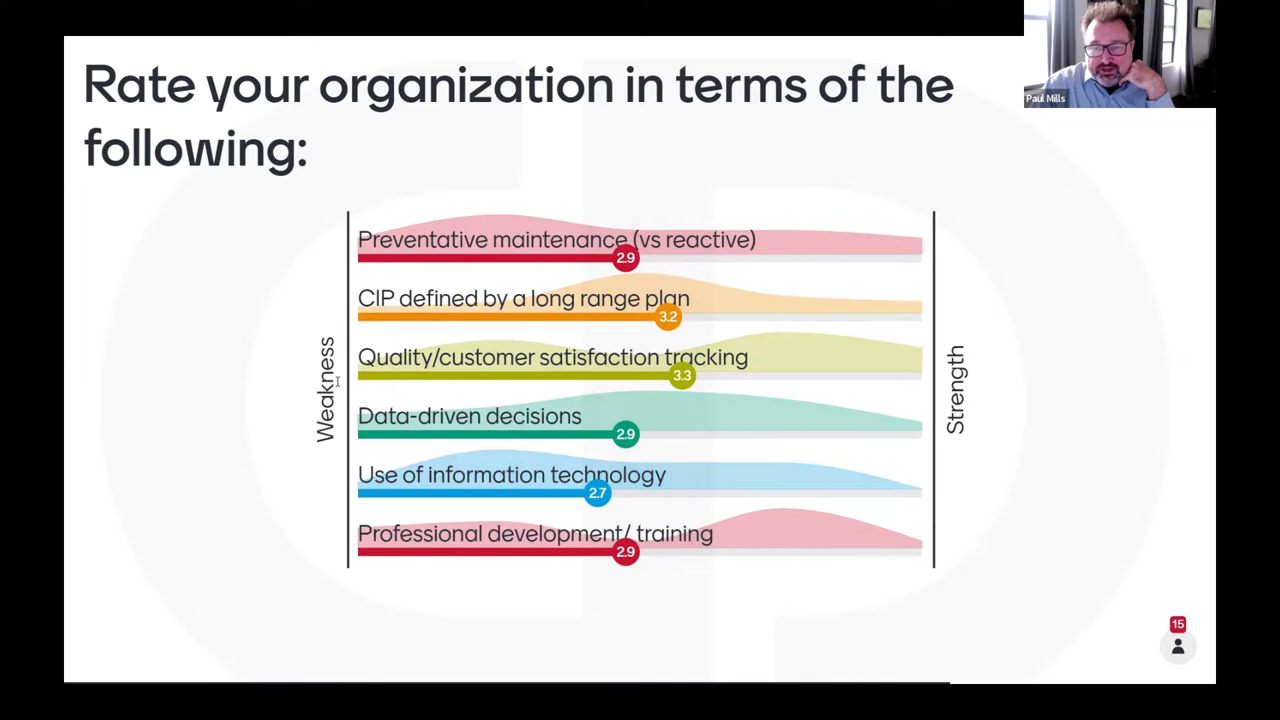 Rate your organization in terms of the
following:
Paul Mills
Preventative maintenance (vs reactive)
2.9
CIP defined by a long range plan
3.2
Quality/customer satisfaction tracking
3.3
Data-driven decisions
2.9
Use of information technology
2.7
Professional development/ training
2.9
Weakness
Strength
15